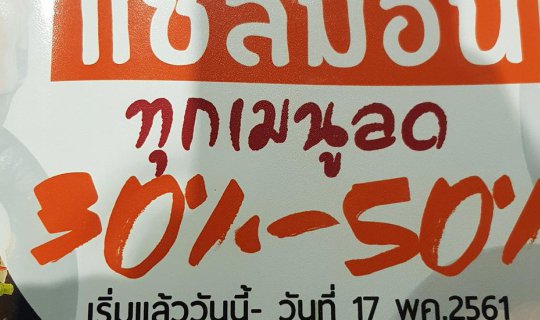 แซลมอน
ทุกเมนูลด
30%-50%
เริ่มแล้ววันนี้- วันที่ 17 พค.2561